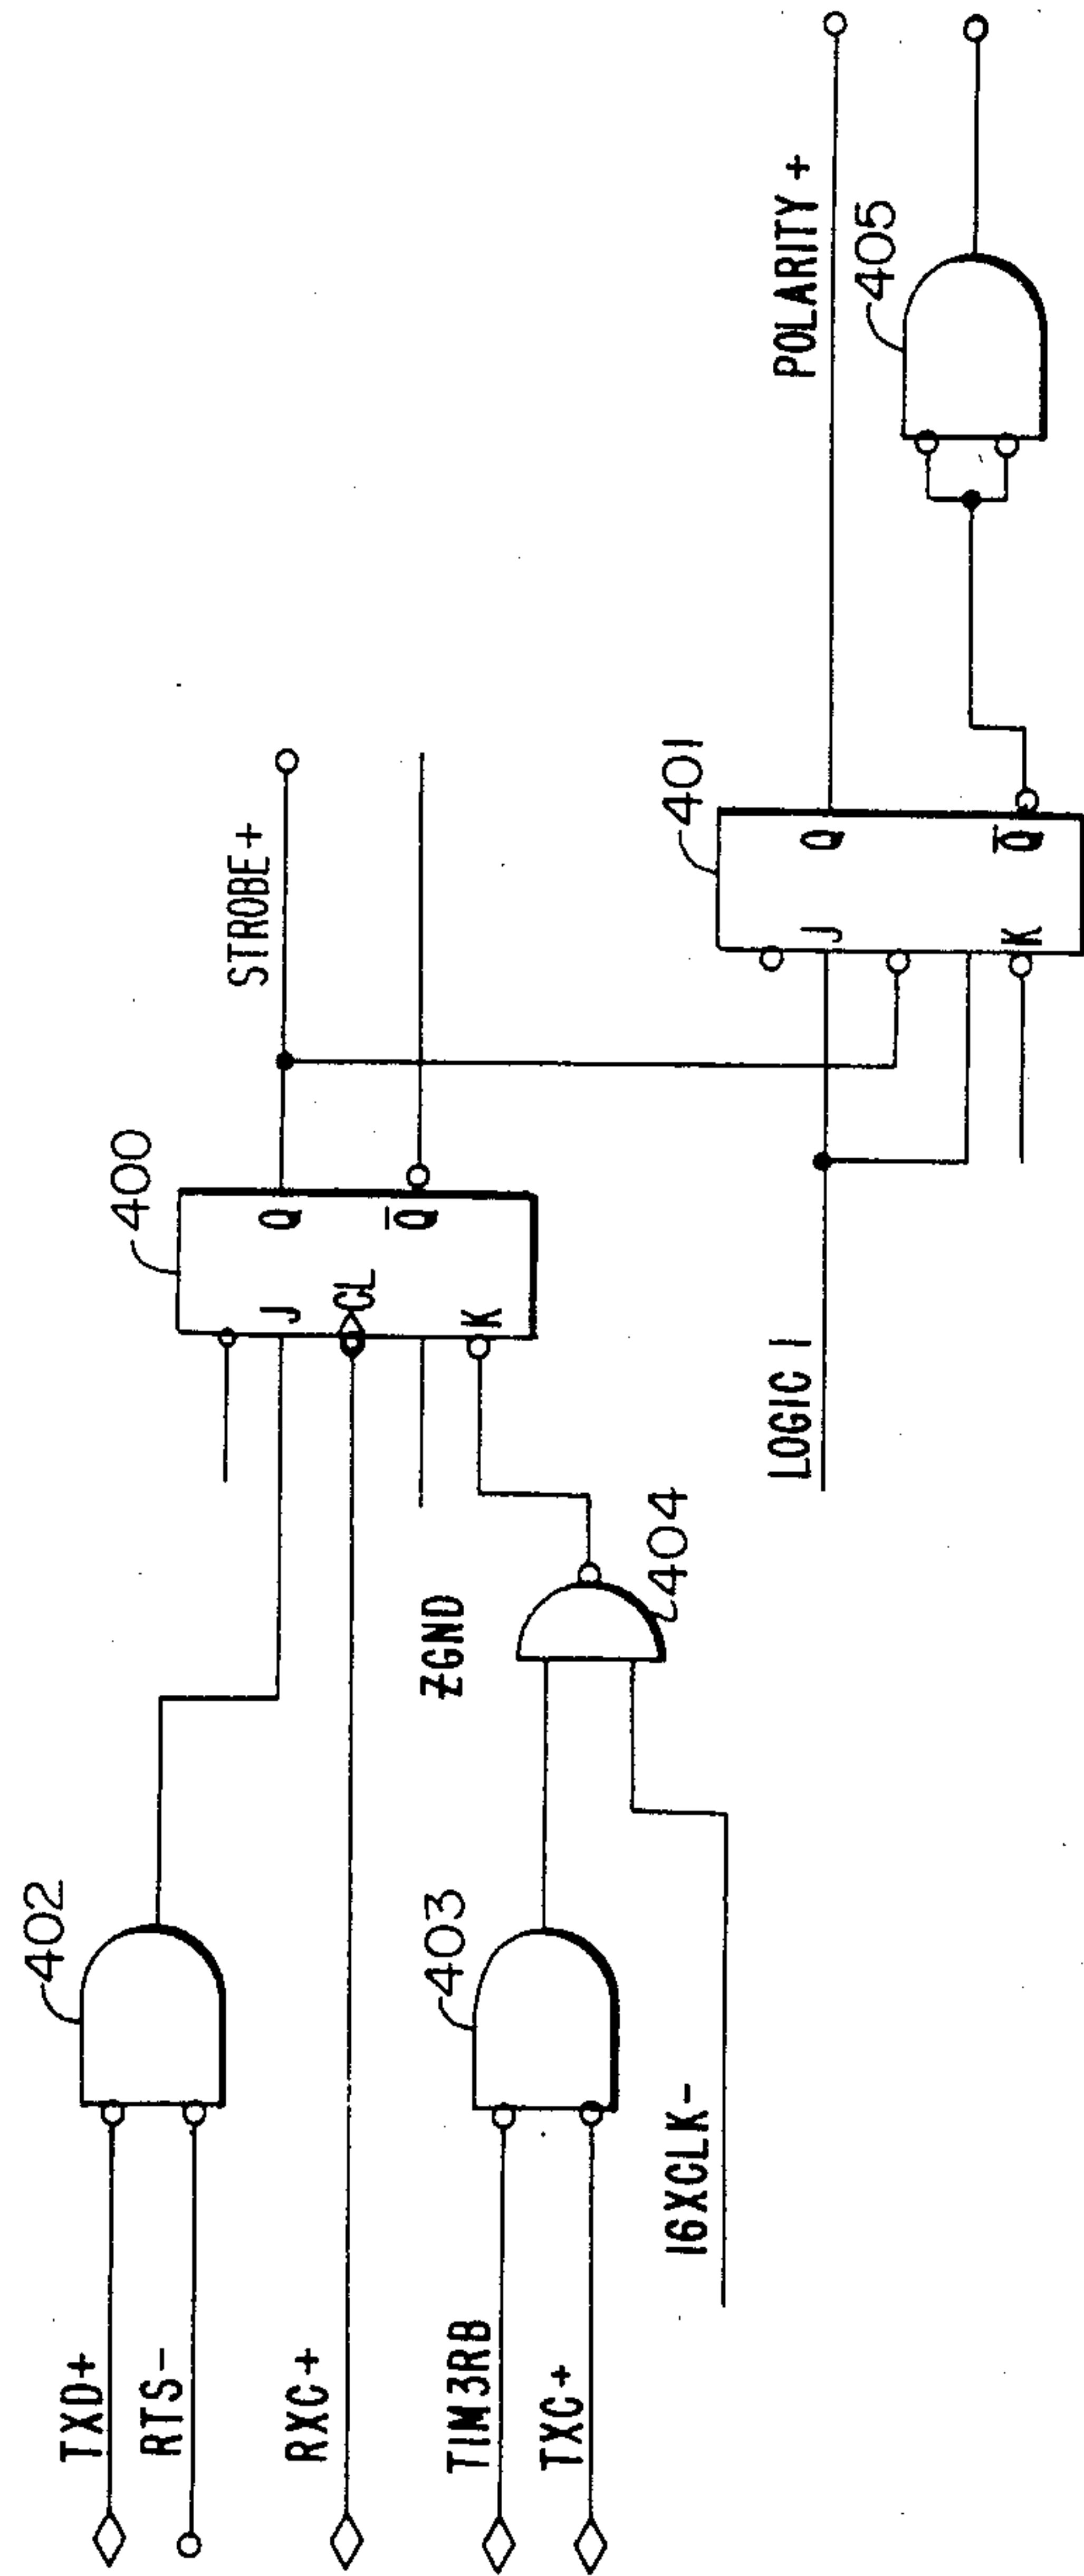 TXD+
402
RTS-
RXC+
TIM3RB
403
TXC+
16XCLK-
ZGND
404
400
J
Q
CL
K
Q̅
STROBE+
LOGIC 1
401
J
Q
K
Q̅
POLARITY+
405